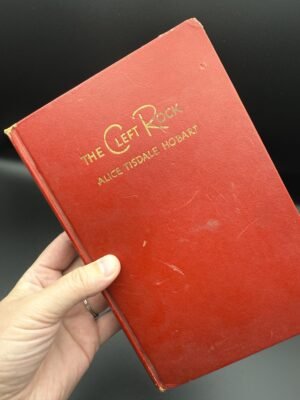 THE CLEFT ROCK
ALICE TISDALE HOBART